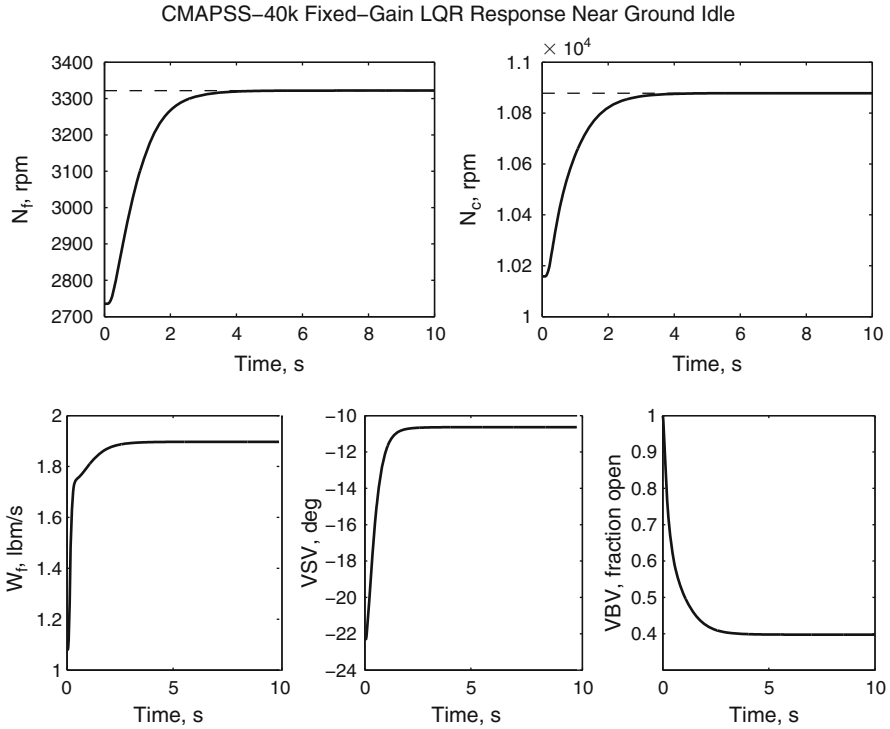 CMAPSS−40k Fixed−Gain LQR Response Near Ground Idle
3400
3300
3200
3100
3000
2900
2800
2700
N_f, rpm
0 2 4 6 8 10
Time, s
× 10^4
1.1
1.08
1.06
1.04
1.02
1
N_c, rpm
0 2 4 6 8 10
Time, s
2
1.8
1.6
1.4
1.2
1
W_f, lbm/s
0 5 10
Time, s
−10
−12
−14
−16
−18
−20
−22
−24
VSV, deg
0 5 10
Time, s
1
0.9
0.8
0.7
0.6
0.5
0.4
VBV, fraction open
0 5 10
Time, s